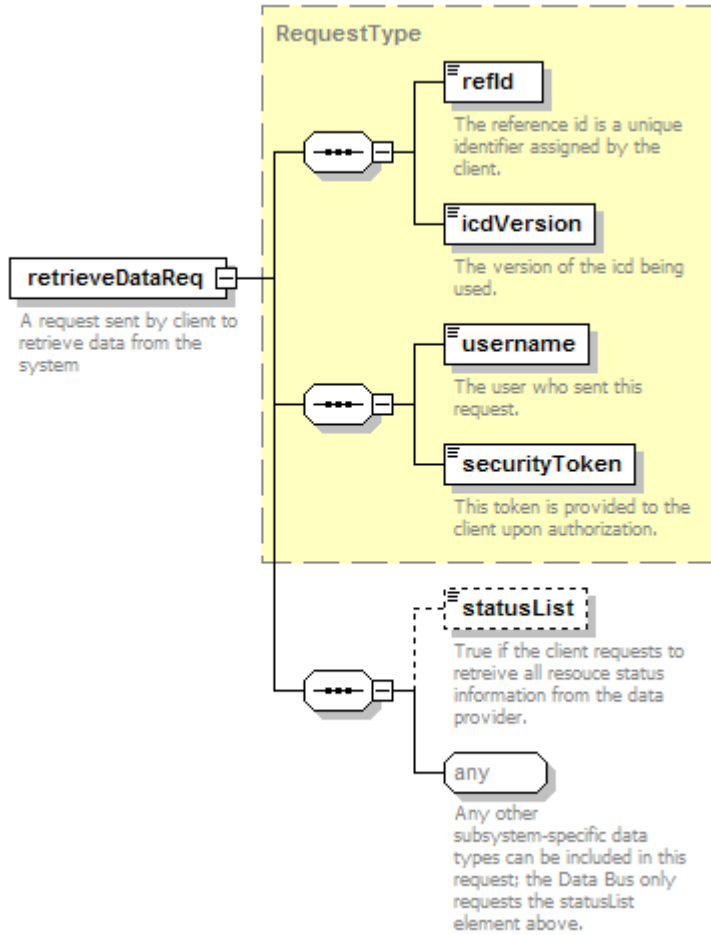 RequestType
refId
The reference id is a unique
identifier assigned by the
client.
icdVersion
The version of the icd being
used.
retrieveDataReq
A request sent by client to
retrieve data from the
system
username
The user who sent this
request.
securityToken
This token is provided to the
client upon authorization.
statusList
True if the client requests to
retreive all resouce status
information from the data
provider.
any
Any other
subsystem-specific data
types can be included in this
request; the Data Bus only
requests the statusList
element above.